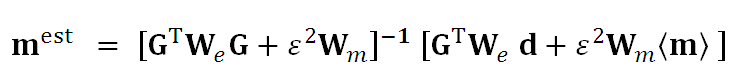 m^est = [G^T W_e G + ε^2 W_m]^−1 [G^T W_e d + ε^2 W_m⟨m⟩ ]